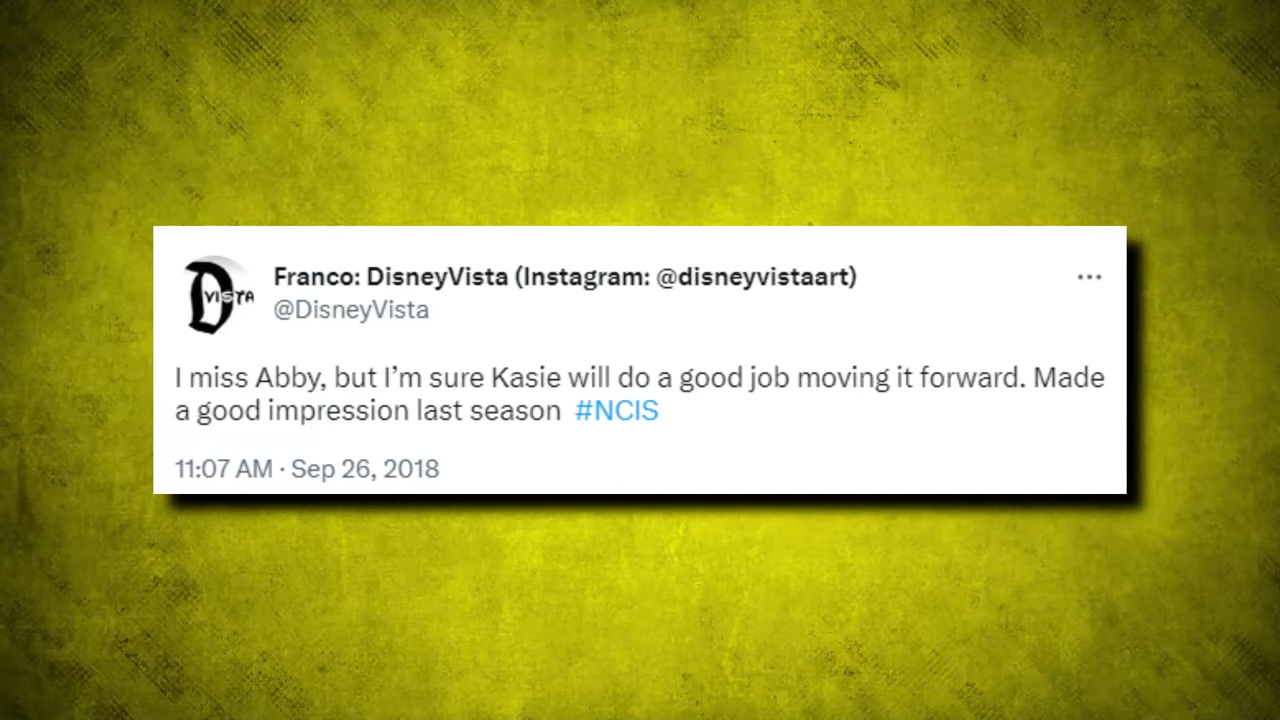 D VISTA
Franco: DisneyVista (Instagram: @disneyvistaart)
@DisneyVista
I miss Abby, but I’m sure Kasie will do a good job moving it forward. Made
a good impression last season #NCIS
11:07 AM · Sep 26, 2018